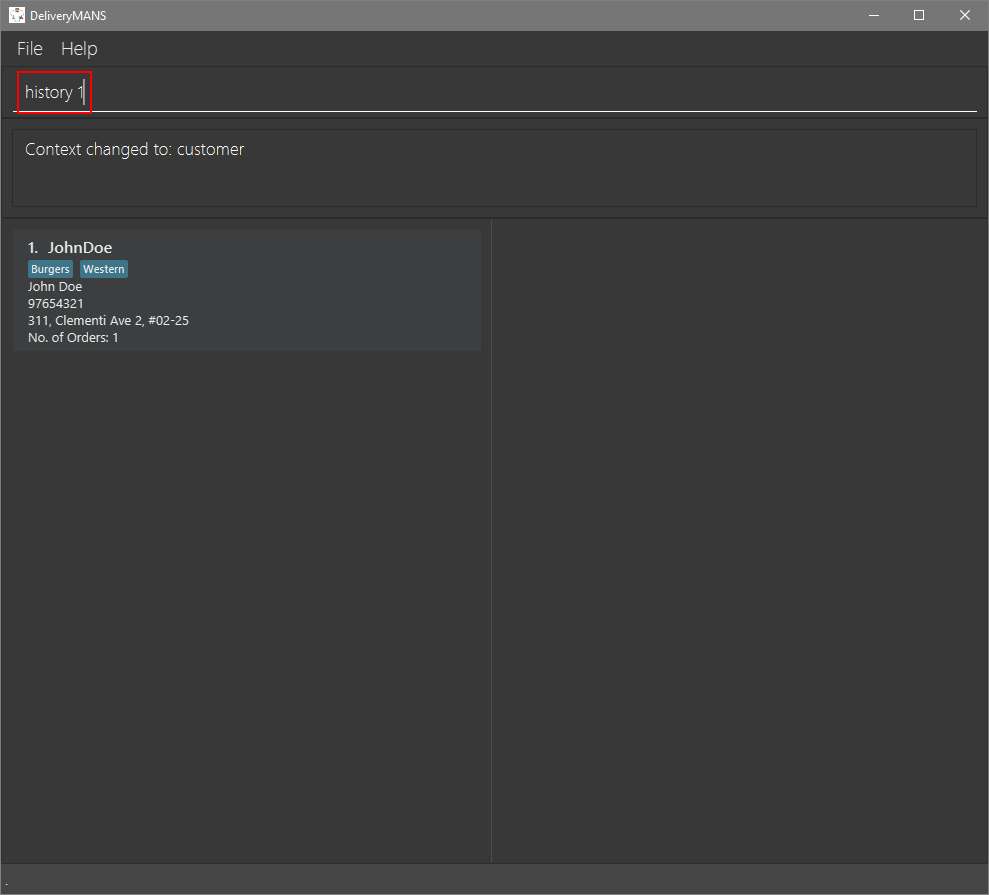 DeliveryMANS
File Help
history 1
Context changed to: customer
1. JohnDoe
Burgers Western
John Doe
97654321
311, Clementi Ave 2, #02-25
No. of Orders: 1
.